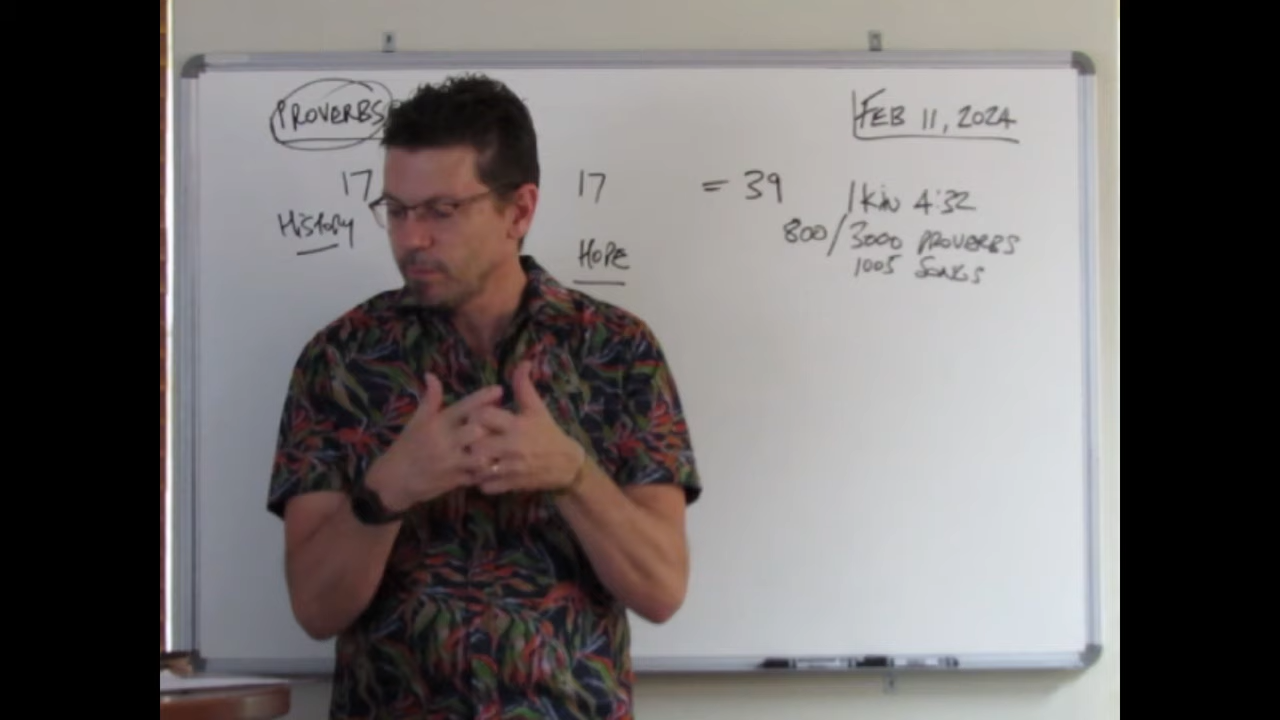 PROVERBS
FEB 11, 2024
17 17 = 39
History
HOPE
1 Kin 4:32
800/3000 PROVERBS
1005 SONGS